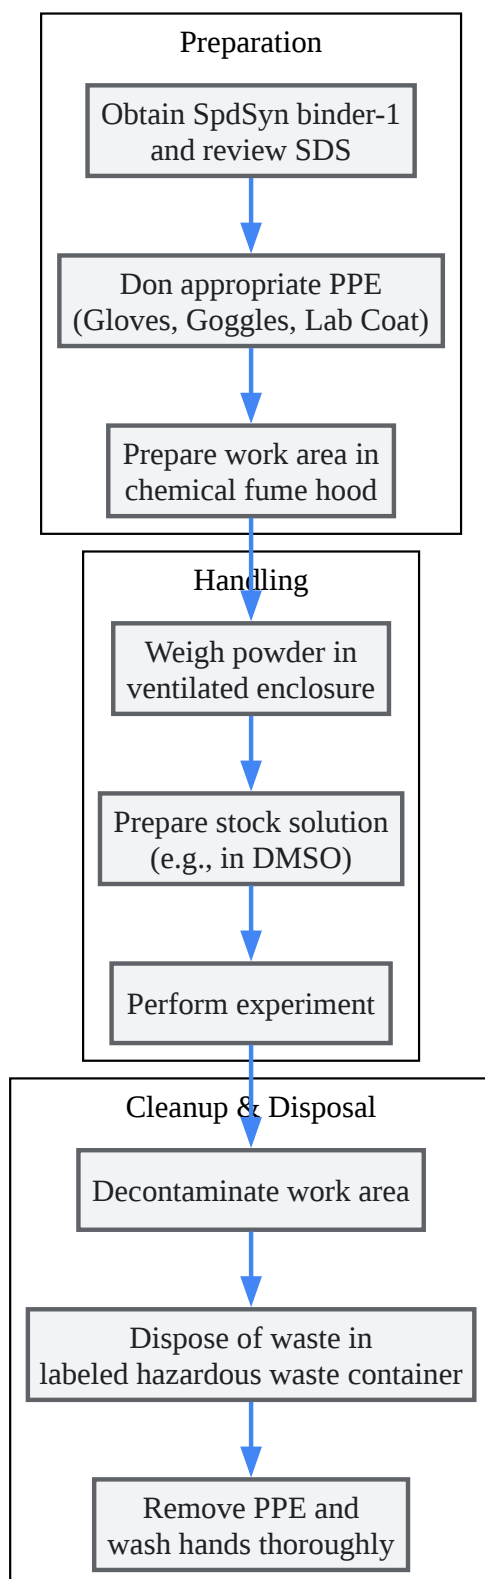 Preparation
Obtain SpdSyn binder-1
and review SDS
Don appropriate PPE
(Gloves, Goggles, Lab Coat)
Prepare work area in
chemical fume hood
Handling
Weigh powder in
ventilated enclosure
Prepare stock solution
(e.g., in DMSO)
Perform experiment
Cleanup & Disposal
Decontaminate work area
Dispose of waste in
labeled hazardous waste container
Remove PPE and
wash hands thoroughly